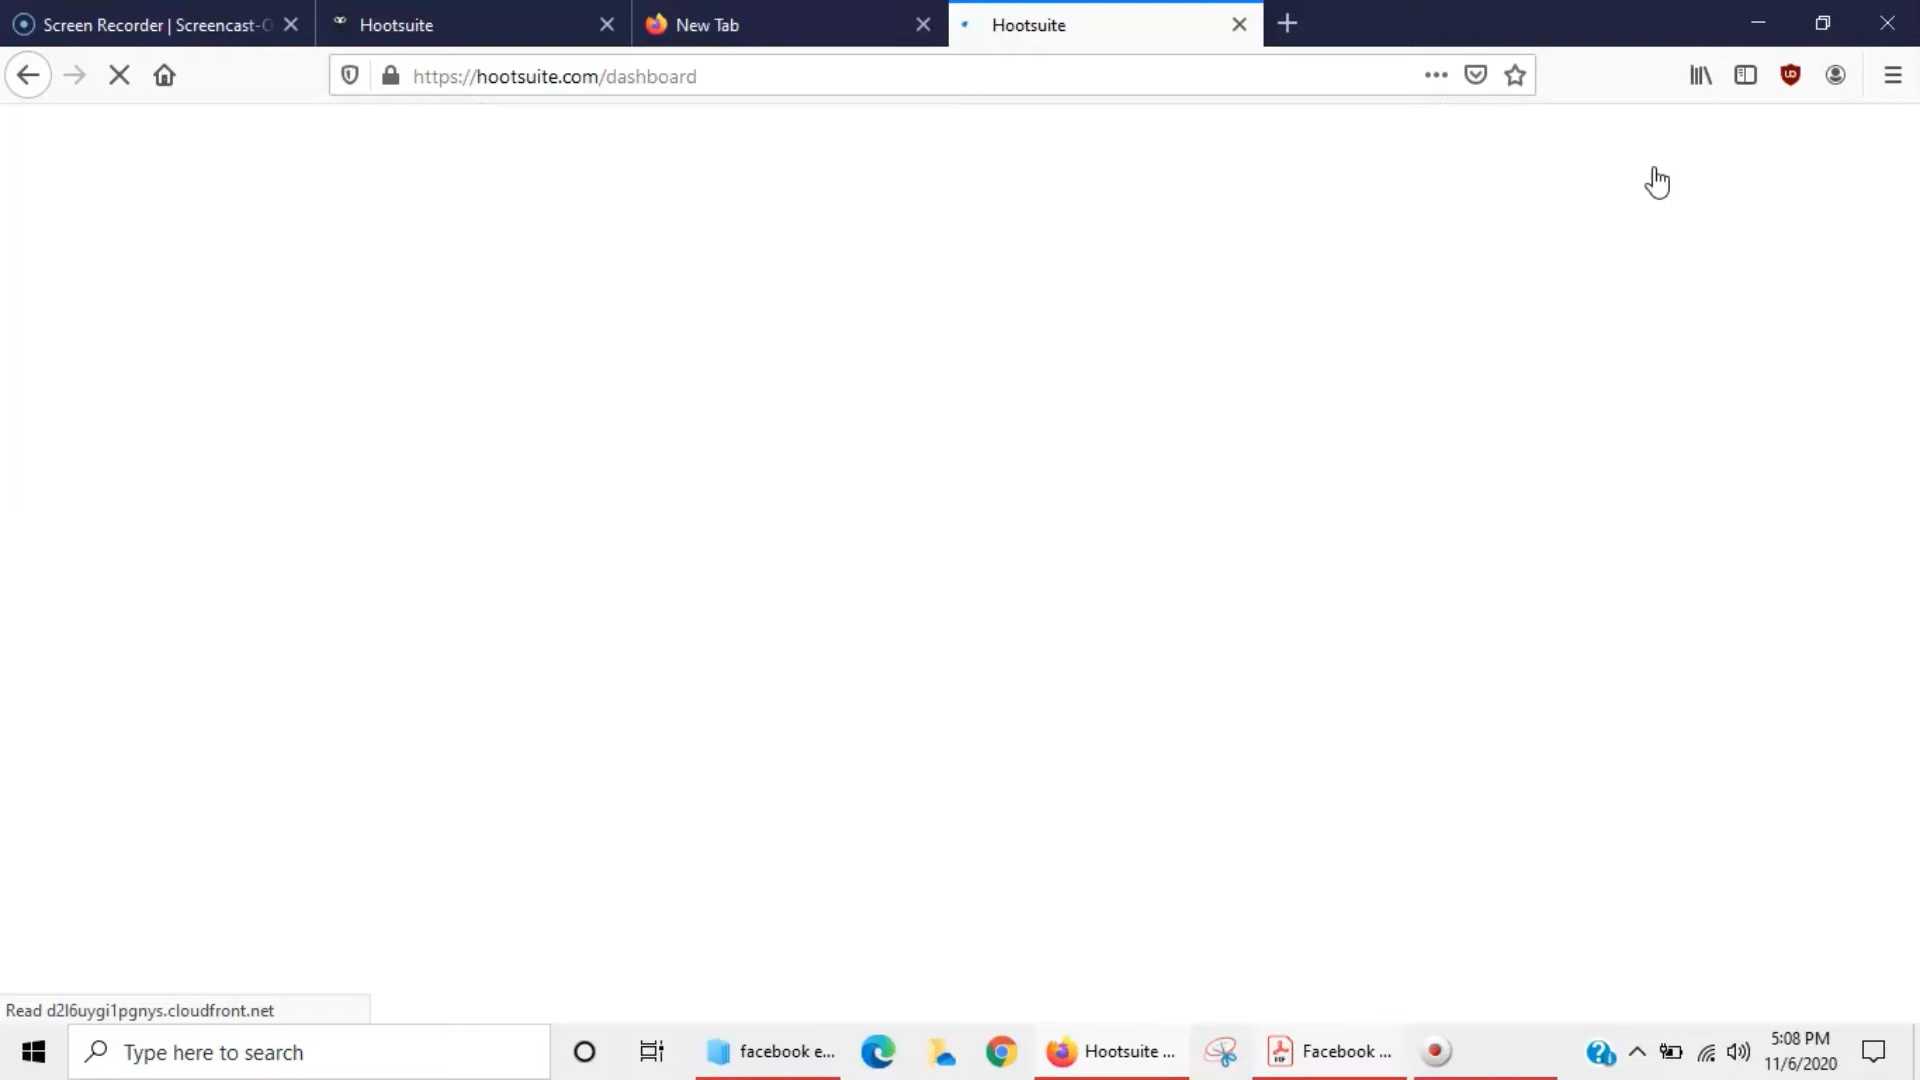 Screen Recorder | Screencast-O
Hootsuite
New Tab
Hootsuite
https://hootsuite.com/dashboard
Read d2l6uygi1pgnys.cloudfront.net
Type here to search
facebook e...
Hootsuite ...
Facebook ...
5:08 PM
11/6/2020